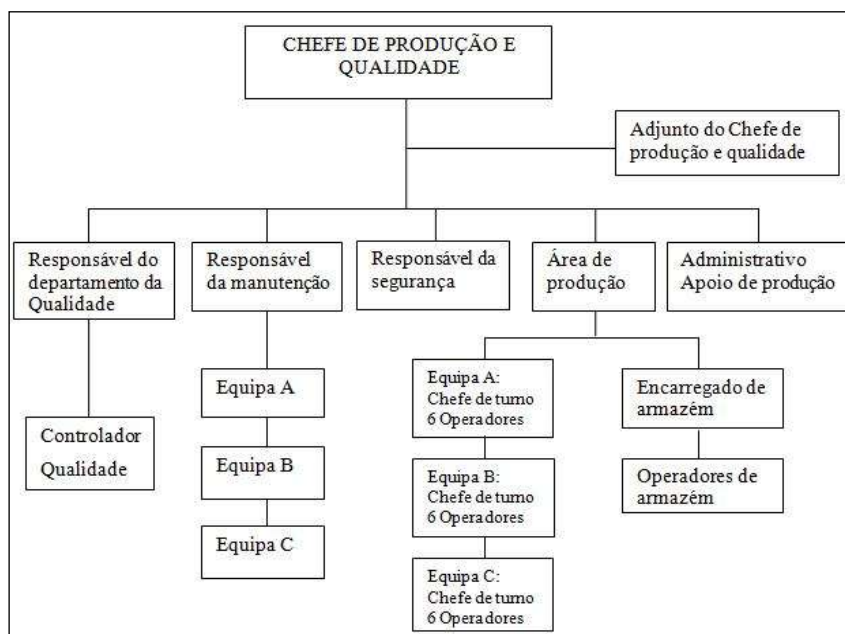 CHEFE DE PRODUÇÃO E
QUALIDADE
Adjunto do Chefe de
produção e qualidade
Responsável do
departamento da
Qualidade
Responsável
da manutenção
Responsável da
segurança
Área de
produção
Administrativo
Apoio de produção
Controlador
Qualidade
Equipa A
Equipa B
Equipa C
Equipa A:
Chefe de turno
6 Operadores
Equipa B:
Chefe de turno
6 Operadores
Equipa C:
Chefe de turno
6 Operadores
Encarregado de
armazém
Operadores de
armazém